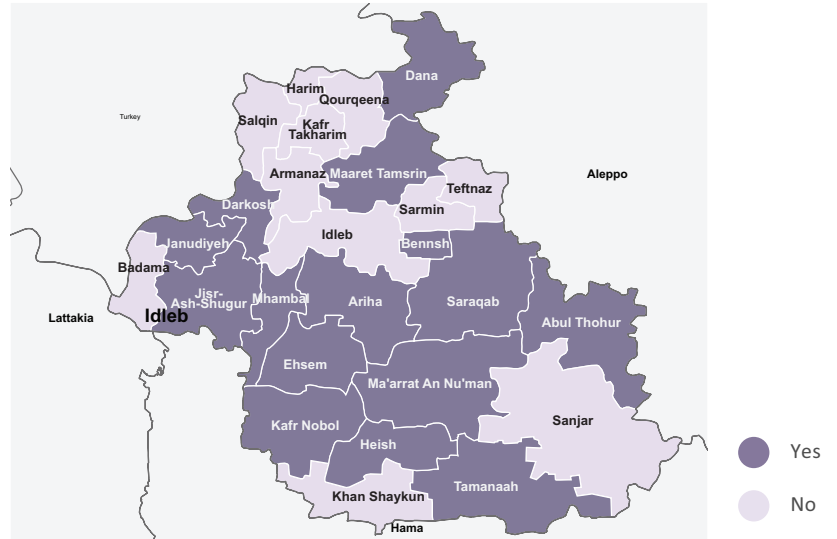 Dana
Harim
Qourqeena
Turkey
Salqin
Kafr
Takharim
Armanaz
Maaret Tamsrin
Aleppo
Teftnaz
Darkosh
Sarmin
Idleb
Janudiyeh
Bennsh
Badama
Jisr-
Ash-Shugur
Mhambal
Ariha
Saraqab
Lattakia
Idleb
Abul Thohur
Ehsem
Ma'arrat An Nu'man
Sanjar
Kafr Nobol
Heish
Yes
Tamanaah
Khan Shaykun
No
Hama